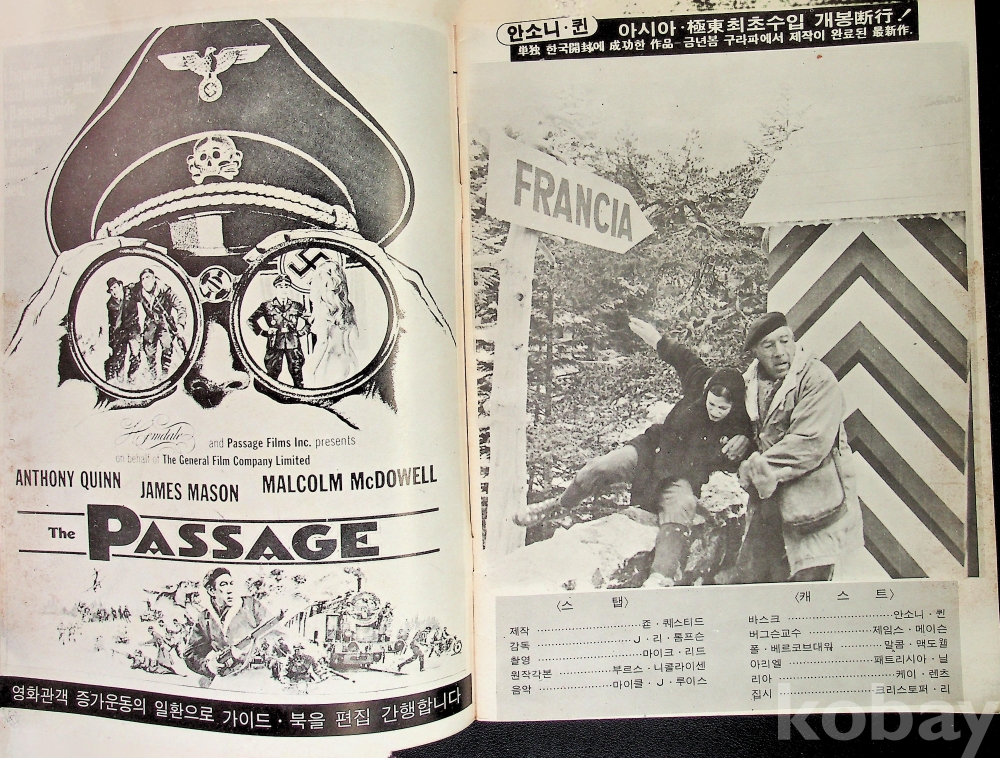 Hemdale and Passage Films Inc. presents
on behalf of The General Film Company Limited
ANTHONY QUINN JAMES MASON MALCOLM McDOWELL
The PASSAGE
영화관객 증가운동의 일환으로 가이드·북을 편집 간행합니다
안소니·퀸 아시아·極東최초수입 개봉断行!
単独 한국開封에 成功한 作品-금년봄 구라파에서 제작이 완료된 最新作.
FRANCIA
〈스 탭〉
제작 죤·퀘스티드
감독 J·리·톰프슨
촬영 마이크·리드
원작각본 부르스·니콜라이센
음악 마이클·J·루이스
〈캐 스 트〉
바스크 안소니·퀸
버그슨교수 제임스·메이슨
폴·베르코브대위 말콤·맥도웰
아리엘 패트리시아·닐
리아 케이·렌츠
집시 크리스토퍼·리
kobay